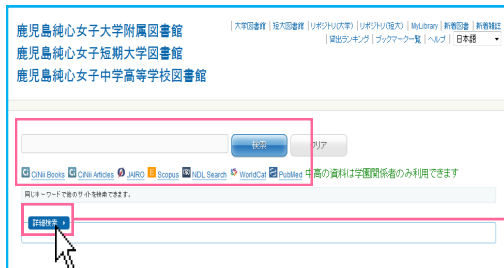 鹿児島純心女子大学附属図書館
鹿児島純心女子短期大学図書館
鹿児島純心女子中学高等学校図書館
| 大学図書館 | 短大図書館 | リポジトリ(大学) | リポジトリ(短大) | MyLibrary | 新着図書 | 新着雑誌
| 貸出ランキング | ブックマーク一覧 | ヘルプ | 日本語
検索
クリア
CiNii Books CiNii Articles JAIRO Scopus NDL Search WorldCat PubMed 中高の資料は学園関係者のみ利用できます
同じキーワードで他のサイトを検索できます。
詳細検索